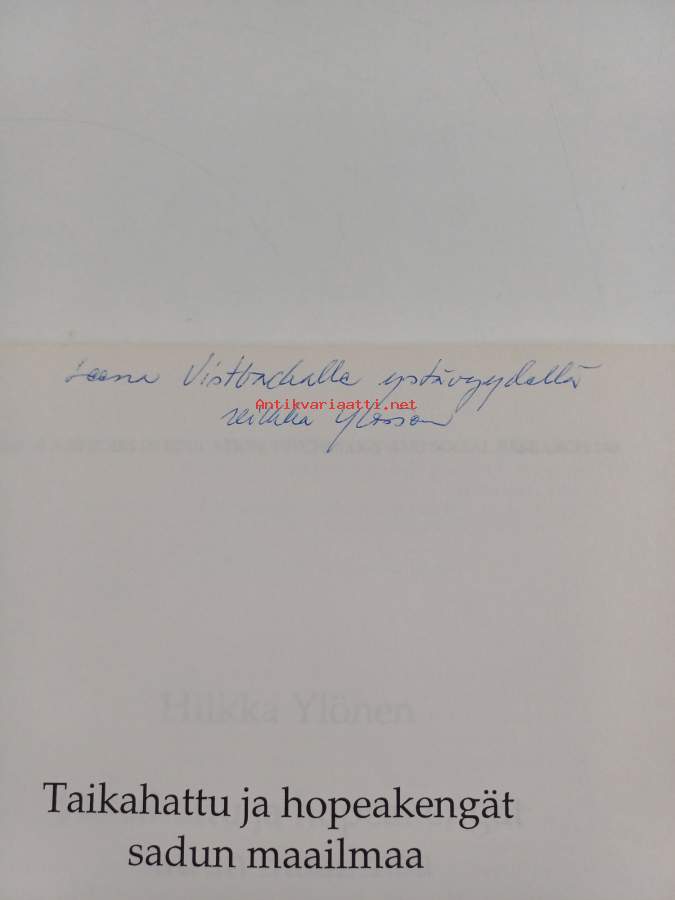 Leena Vistbackalle ystävyydellä
Antikvariaatti.net
Hilkka Ylönen
Hilkka Ylönen
Taikahattu ja hopeakengät
sadun maailmaa